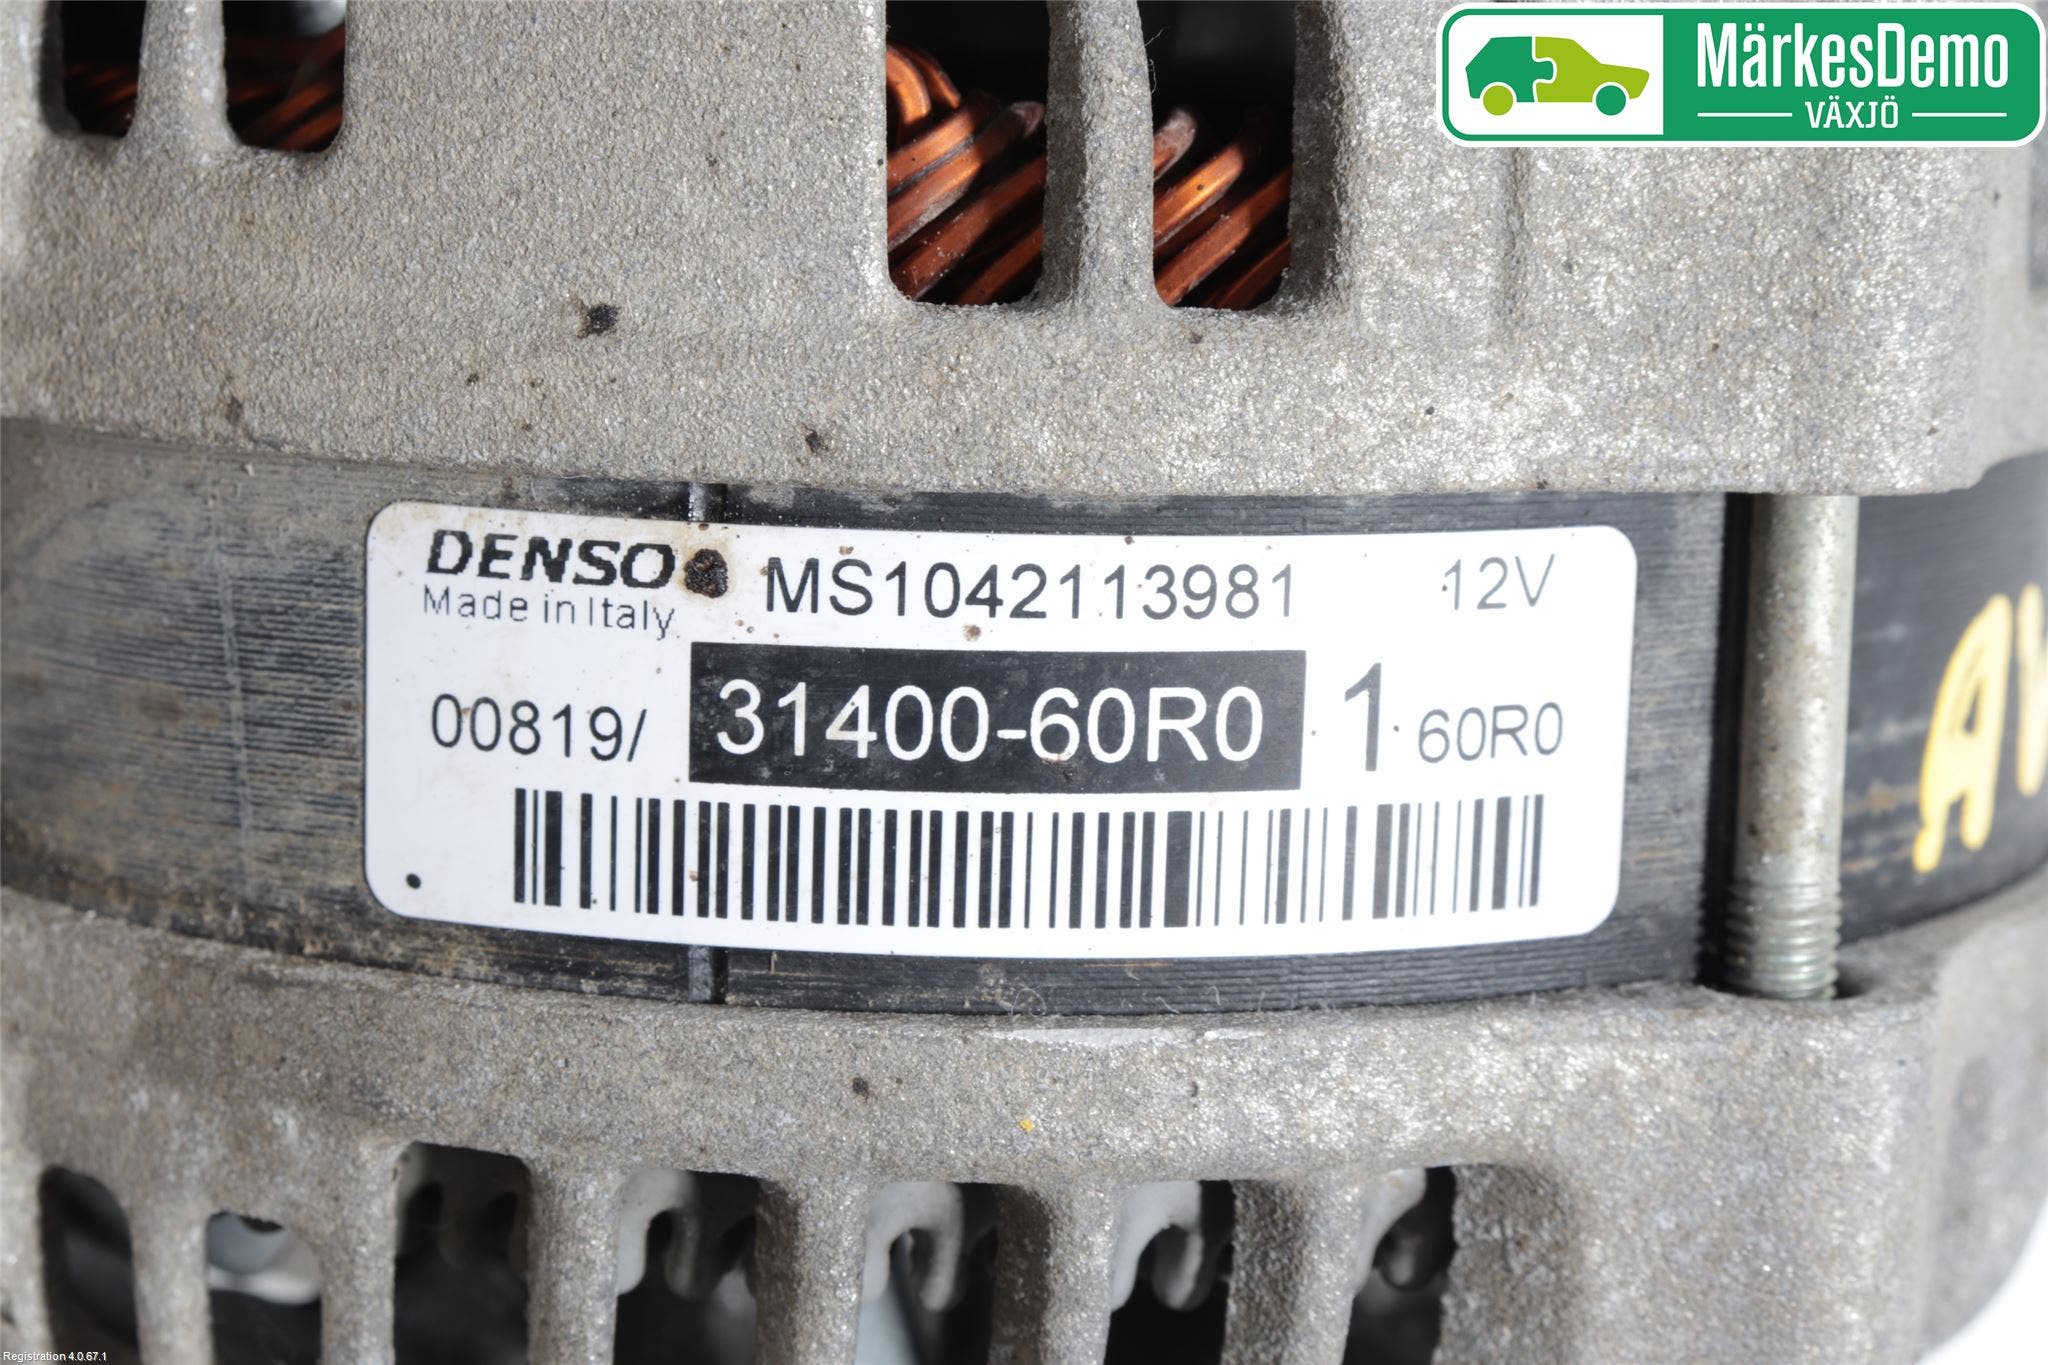 MärkesDemo
VÄXJÖ
DENSO MS1042113981 12V
Made in Italy
00819/ 31400-60R0 1 60R0
Registration 4.0.67.1